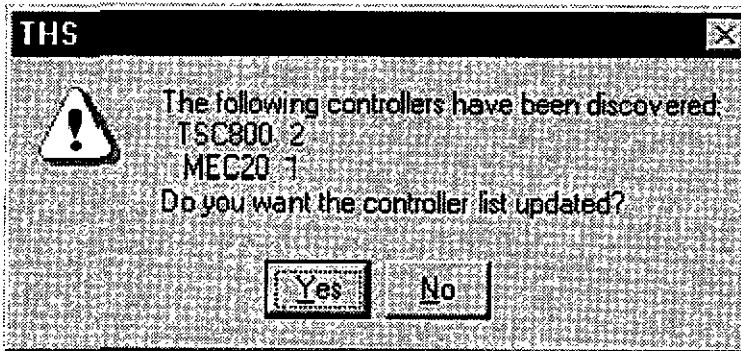 THS
The following controllers have been discovered:
TSC800 2
MEC20 1
Do you want the controller list updated?
Yes No